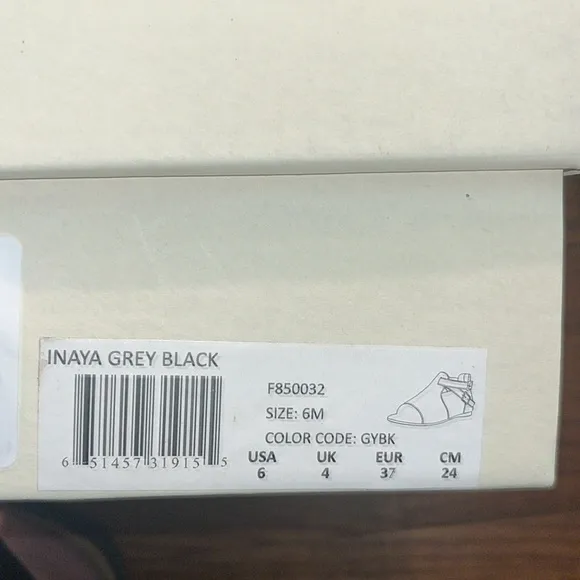 INAYA GREY BLACK
F850032
SIZE: 6M
COLOR CODE: GYBK
6 51457 31915 5
USA UK EUR CM
6 4 37 24